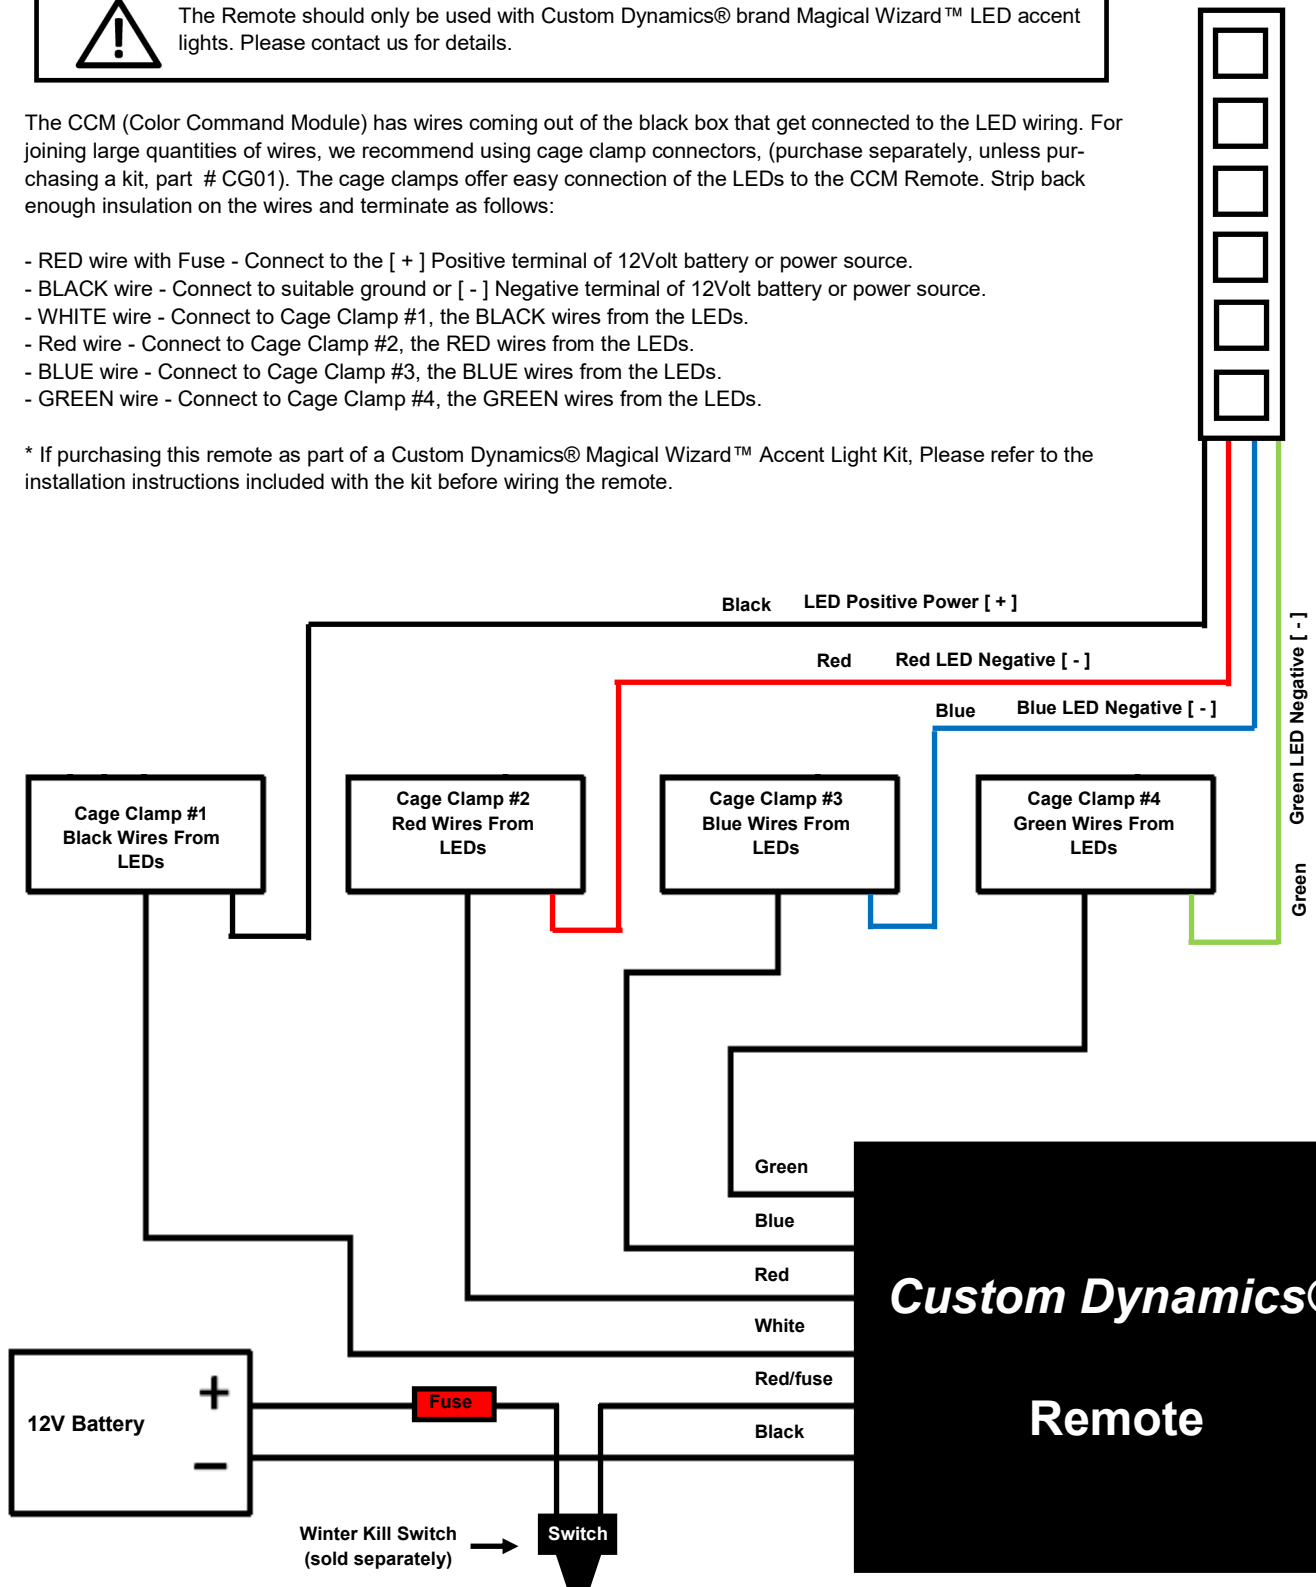 The Remote should only be used with Custom Dynamics® brand Magical Wizard™ LED accent
lights. Please contact us for details.
The CCM (Color Command Module) has wires coming out of the black box that get connected to the LED wiring. For
joining large quantities of wires, we recommend using cage clamp connectors, (purchase separately, unless pur-
chasing a kit, part # CG01). The cage clamps offer easy connection of the LEDs to the CCM Remote. Strip back
enough insulation on the wires and terminate as follows:
- RED wire with Fuse - Connect to the [ + ] Positive terminal of 12Volt battery or power source.
- BLACK wire - Connect to suitable ground or [ - ] Negative terminal of 12Volt battery or power source.
- WHITE wire - Connect to Cage Clamp #1, the BLACK wires from the LEDs.
- Red wire - Connect to Cage Clamp #2, the RED wires from the LEDs.
- BLUE wire - Connect to Cage Clamp #3, the BLUE wires from the LEDs.
- GREEN wire - Connect to Cage Clamp #4, the GREEN wires from the LEDs.
* If purchasing this remote as part of a Custom Dynamics® Magical Wizard™ Accent Light Kit, Please refer to the
installation instructions included with the kit before wiring the remote.
Black LED Positive Power [ + ]
Red Red LED Negative [ - ]
Blue Blue LED Negative [ - ]
Green Green LED Negative [ - ]
Cage Clamp #1
Black Wires From
LEDs
Cage Clamp #2
Red Wires From
LEDs
Cage Clamp #3
Blue Wires From
LEDs
Cage Clamp #4
Green Wires From
LEDs
Green
Blue
Red
White
Red/fuse
Black
Custom Dynamics®
Remote
12V Battery
+
–
Fuse
Switch
Winter Kill Switch
(sold separately)